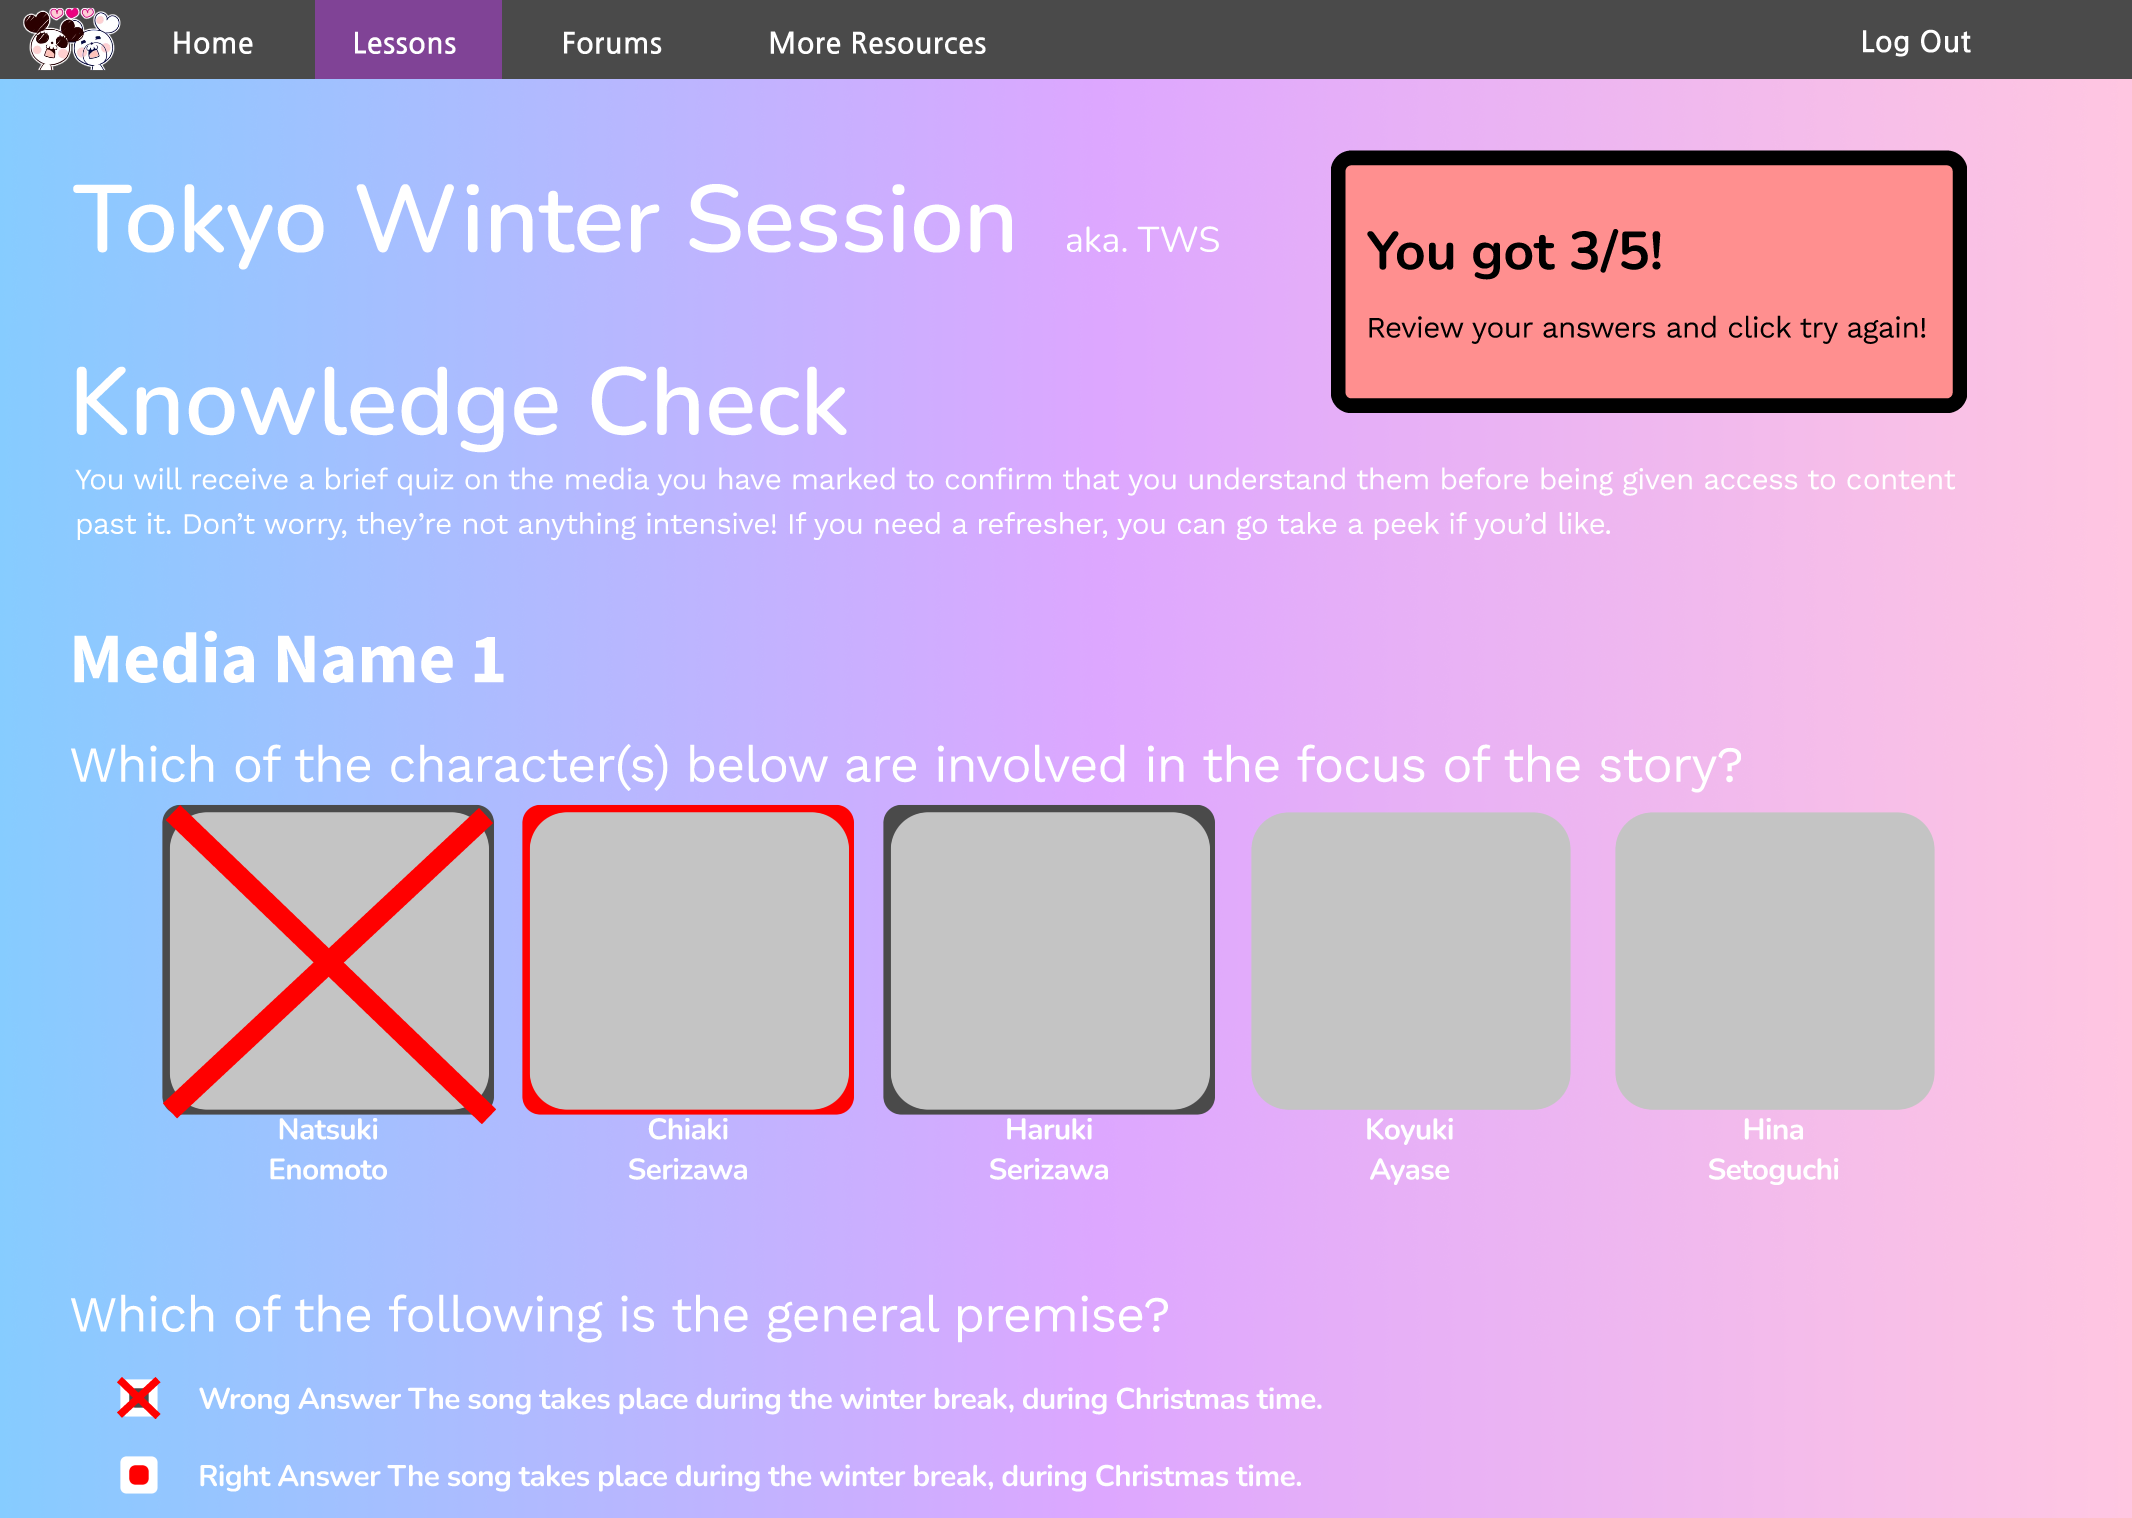 Home Lessons Forums More Resources Log Out
Tokyo Winter Session aka. TWS
You got 3/5!
Review your answers and click try again!
Knowledge Check
You will receive a brief quiz on the media you have marked to confirm that you understand them before being given access to content
past it. Don’t worry, they’re not anything intensive! If you need a refresher, you can go take a peek if you’d like.
Media Name 1
Which of the character(s) below are involved in the focus of the story?
Natsuki
Enomoto
Chiaki
Serizawa
Haruki
Serizawa
Koyuki
Ayase
Hina
Setoguchi
Which of the following is the general premise?
Wrong Answer The song takes place during the winter break, during Christmas time.
Right Answer The song takes place during the winter break, during Christmas time.